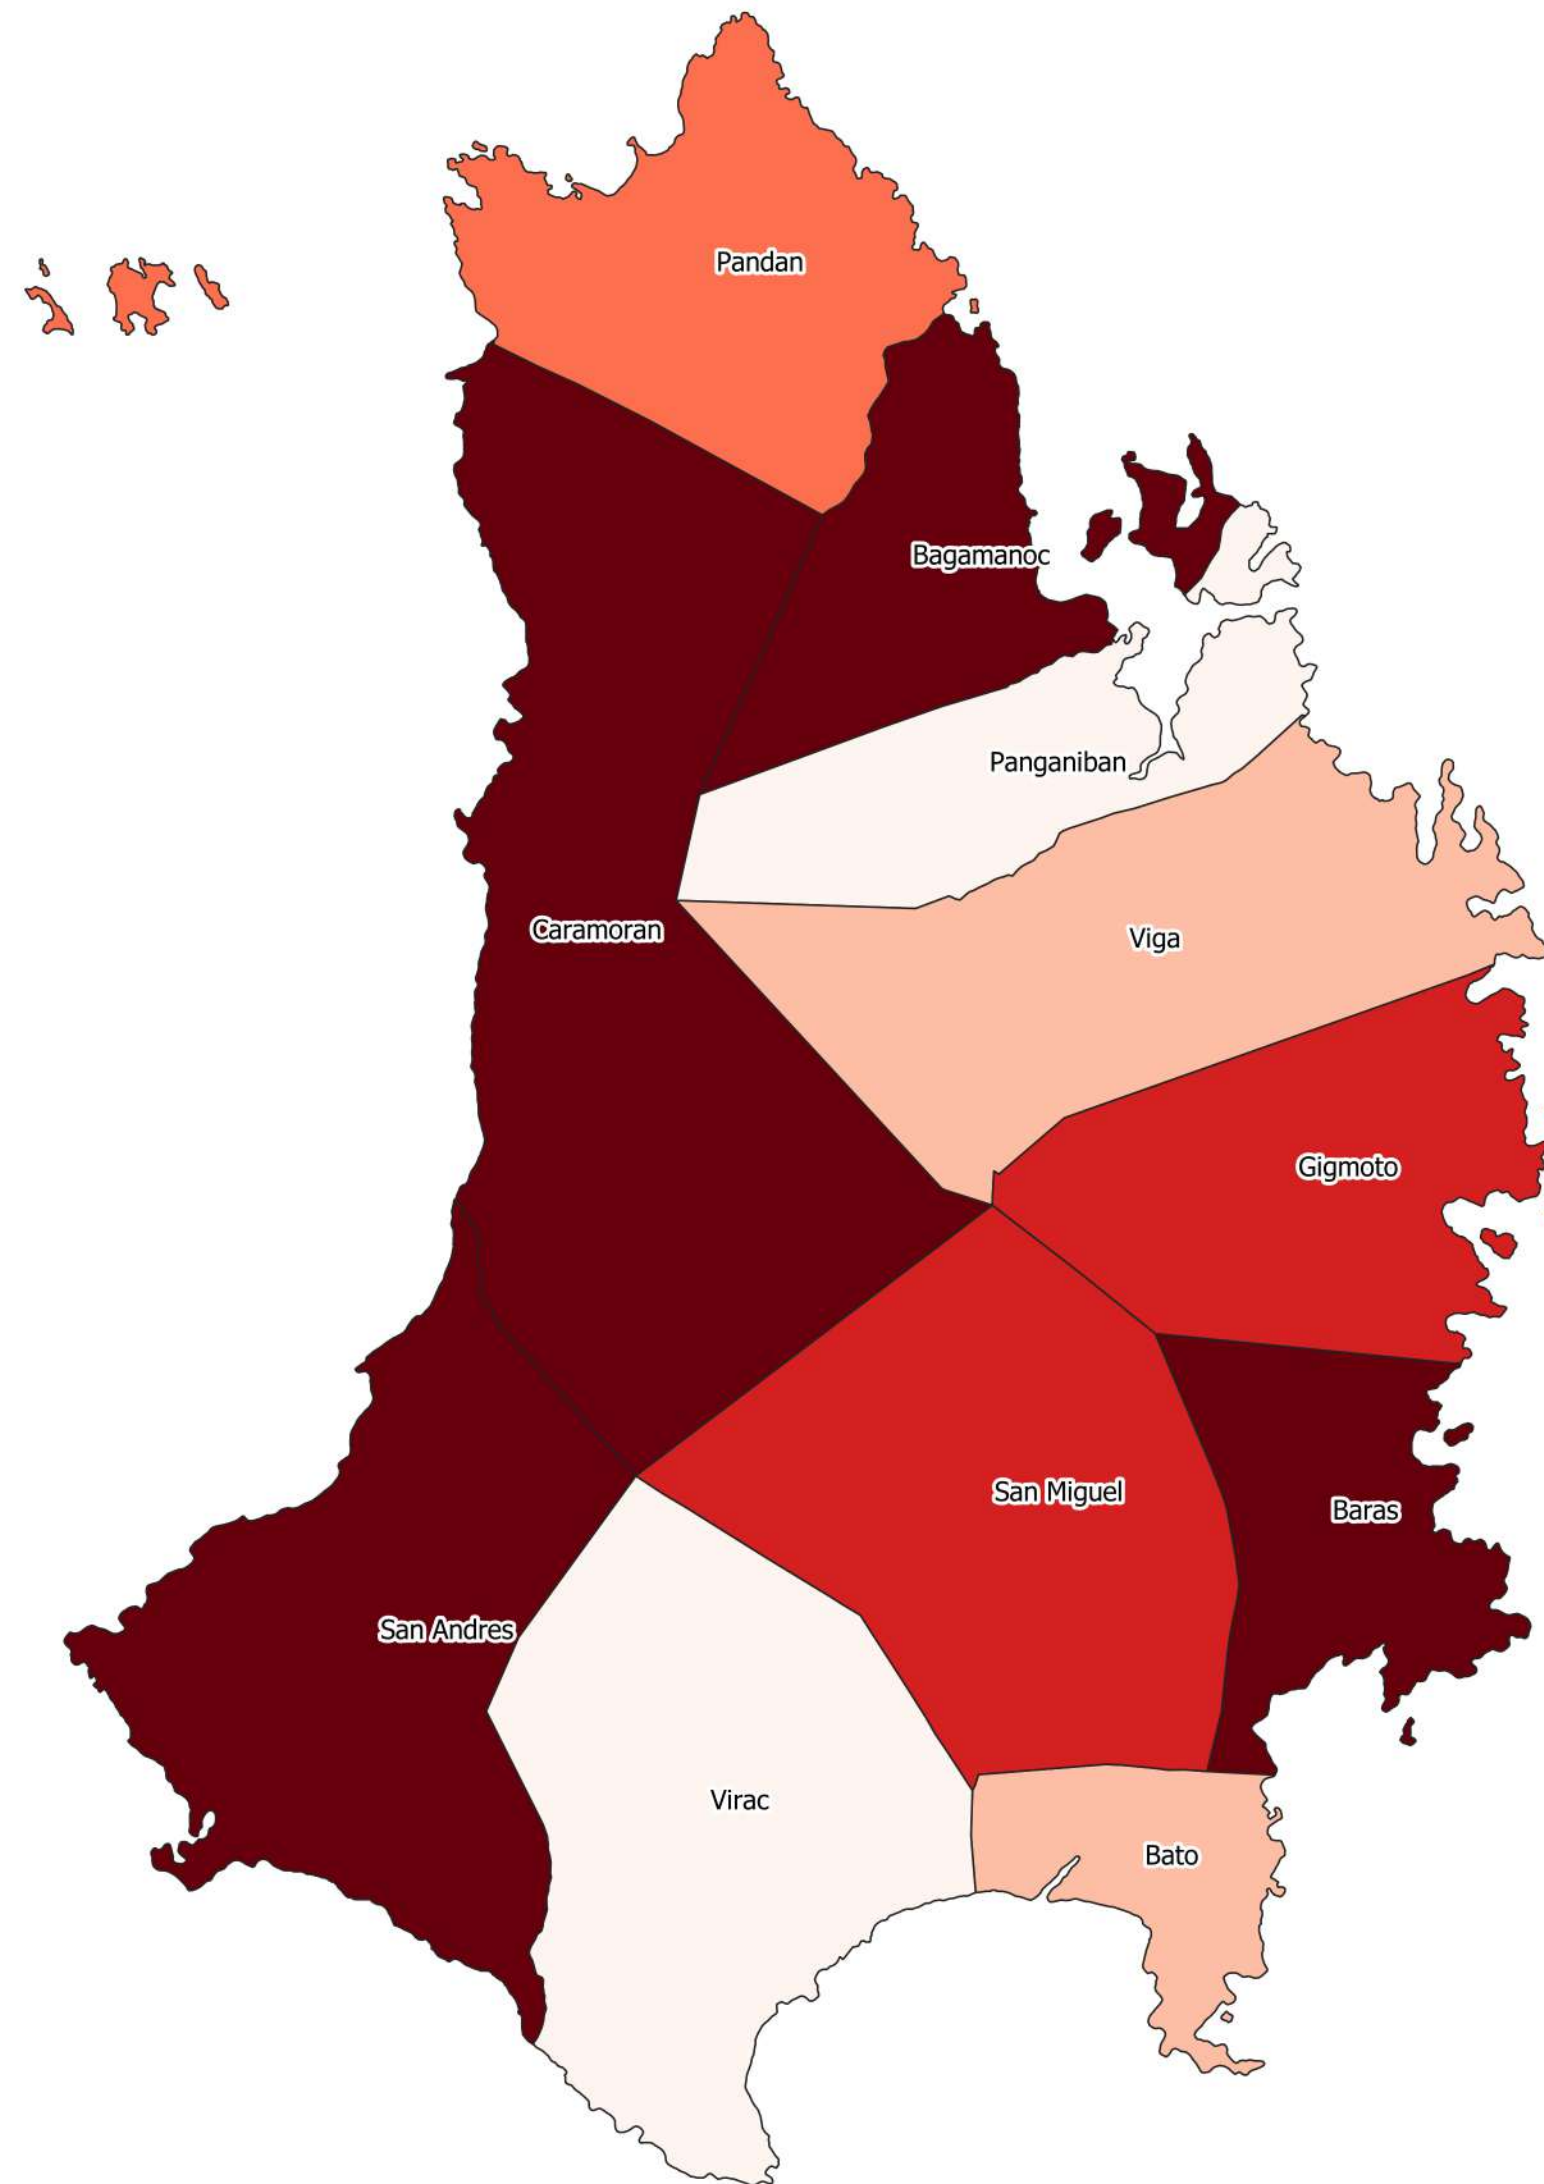 Pandan
Bagamanoc
Panganiban
Caramoran
Viga
Gigmoto
San Miguel
Baras
San Andres
Virac
Bato